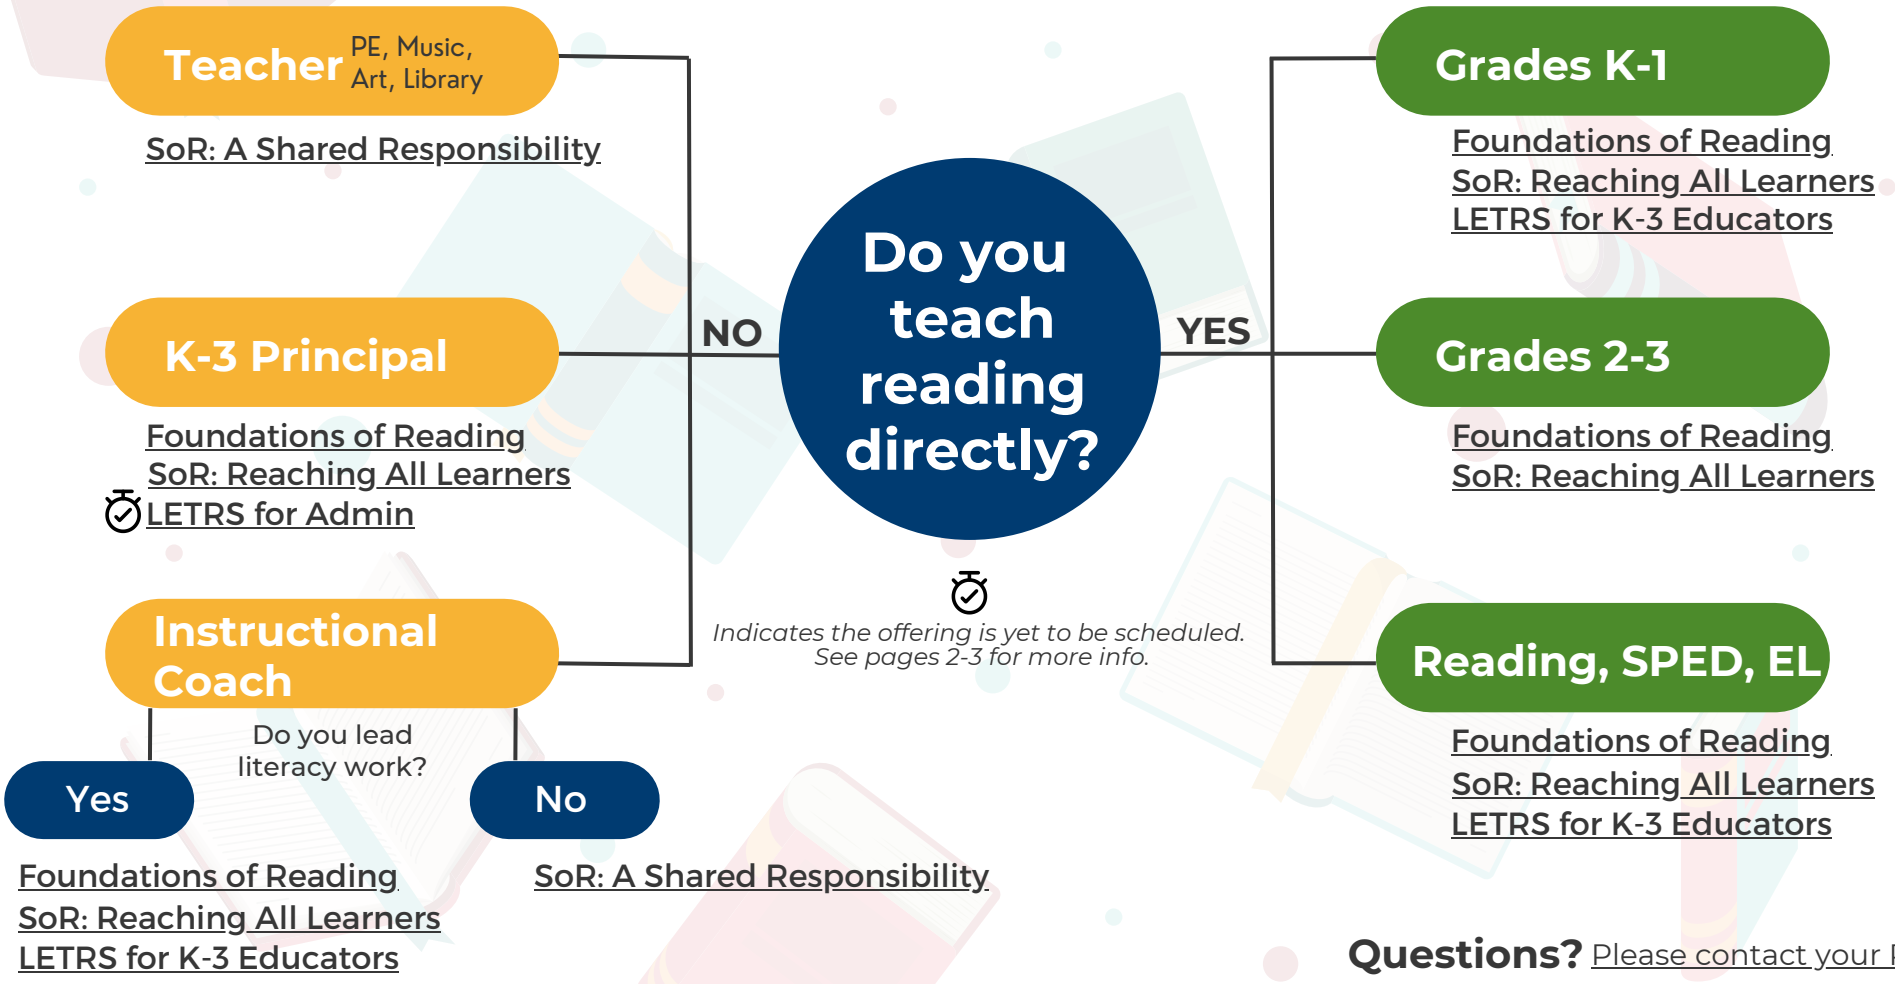 Teacher PE, Music,
Art, Library
SoR: A Shared Responsibility
K-3 Principal
Foundations of Reading
SoR: Reaching All Learners
LETRS for Admin
Instructional
Coach
Do you lead
literacy work?
Yes
No
Foundations of Reading
SoR: Reaching All Learners
LETRS for K-3 Educators
SoR: A Shared Responsibility
NO
Do you
teach
reading
directly?
YES
Indicates the offering is yet to be scheduled.
See pages 2-3 for more info.
Grades K-1
Foundations of Reading
SoR: Reaching All Learners
LETRS for K-3 Educators
Grades 2-3
Foundations of Reading
SoR: Reaching All Learners
Reading, SPED, EL
Foundations of Reading
SoR: Reaching All Learners
LETRS for K-3 Educators
Questions? Please contact your